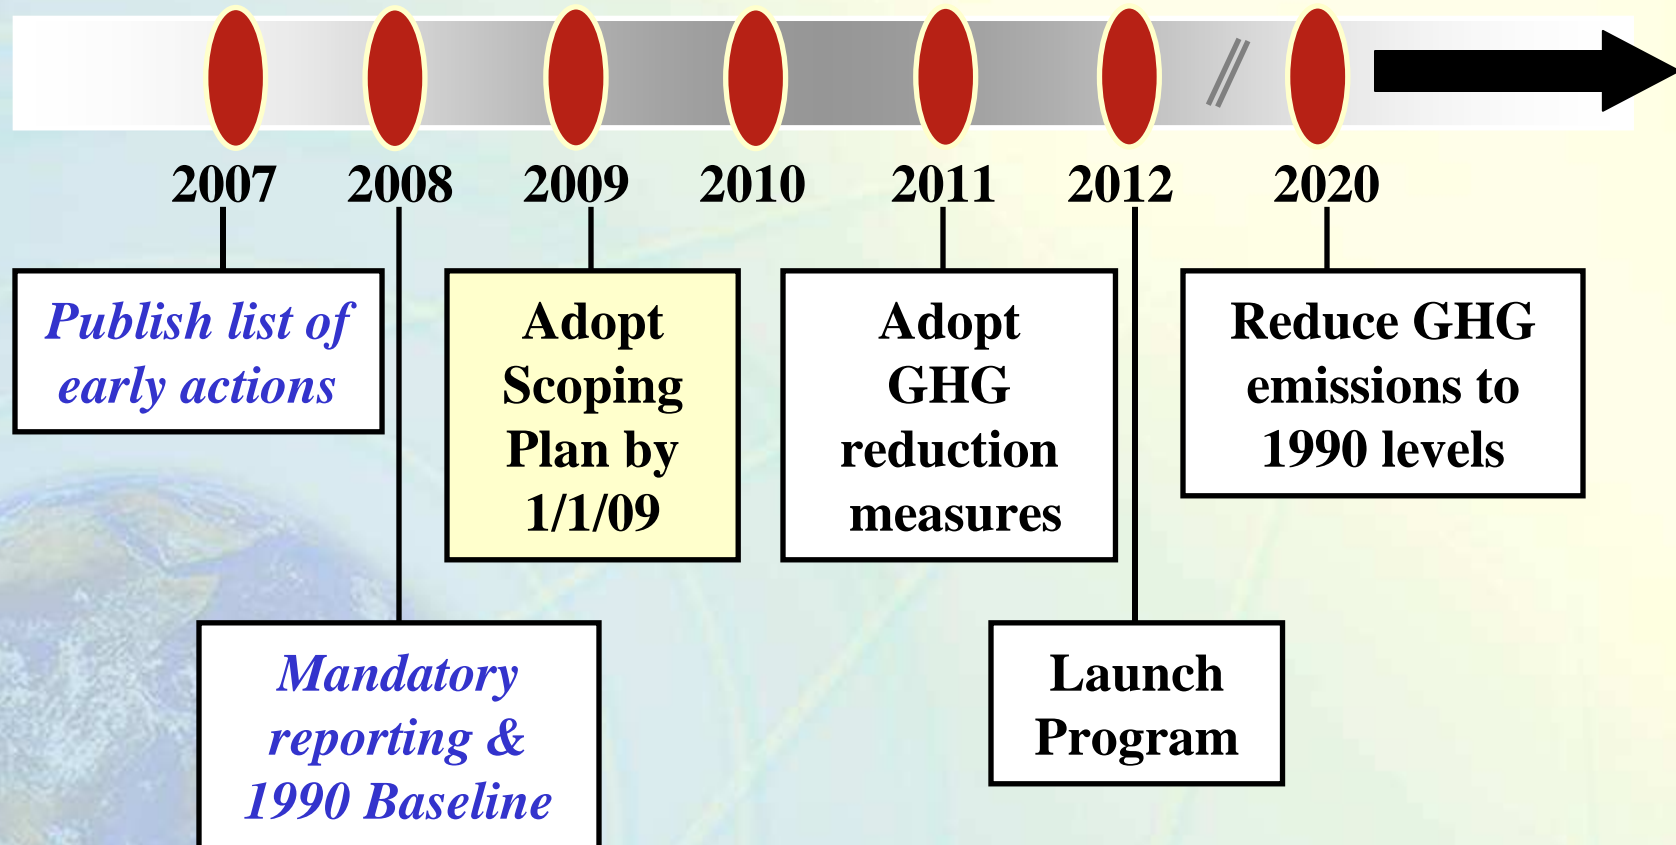 2007 2008 2009 2010 2011 2012 2020
Publish list of
early actions
Mandatory
reporting &
1990 Baseline
Adopt
Scoping
Plan by
1/1/09
Adopt
GHG
reduction
measures
Launch
Program
Reduce GHG
emissions to
1990 levels